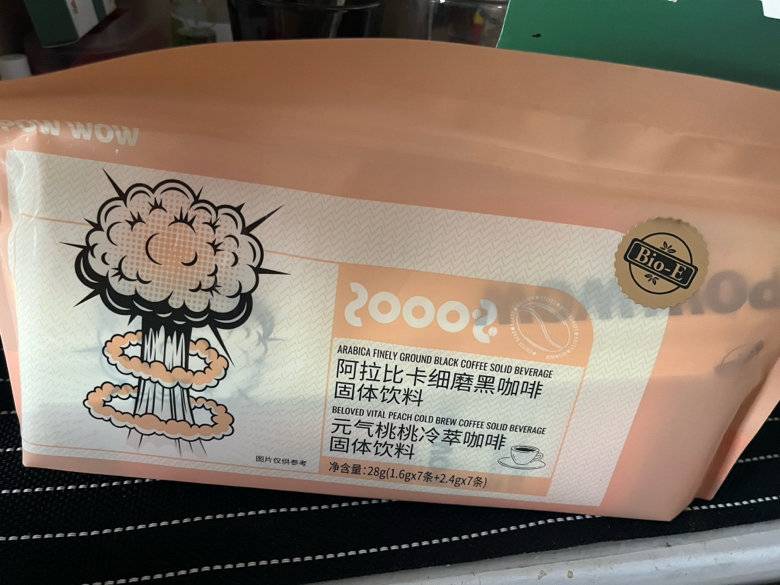 POW WOW
Bio-E
ARABICA FINELY GROUND BLACK COFFEE SOLID BEVERAGE
阿拉比卡细磨黑咖啡
固体饮料
BELOVED VITAL PEACH COLD BREW COFFEE SOLID BEVERAGE
元气桃桃冷萃咖啡
固体饮料
净含量:28g(1.6gx7条+2.4gx7条)
图片仅供参考